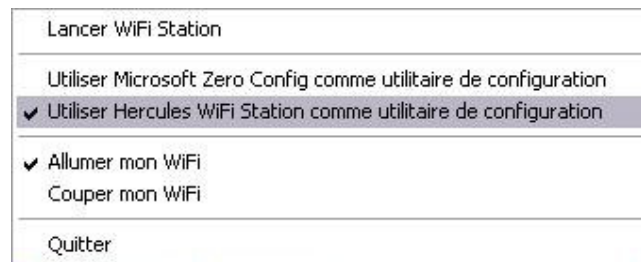 Lancer WiFi Station
Utiliser Microsoft Zero Config comme utilitaire de configuration
Utiliser Hercules WiFi Station comme utilitaire de configuration
Allumer mon WiFi
Couper mon WiFi
Quitter